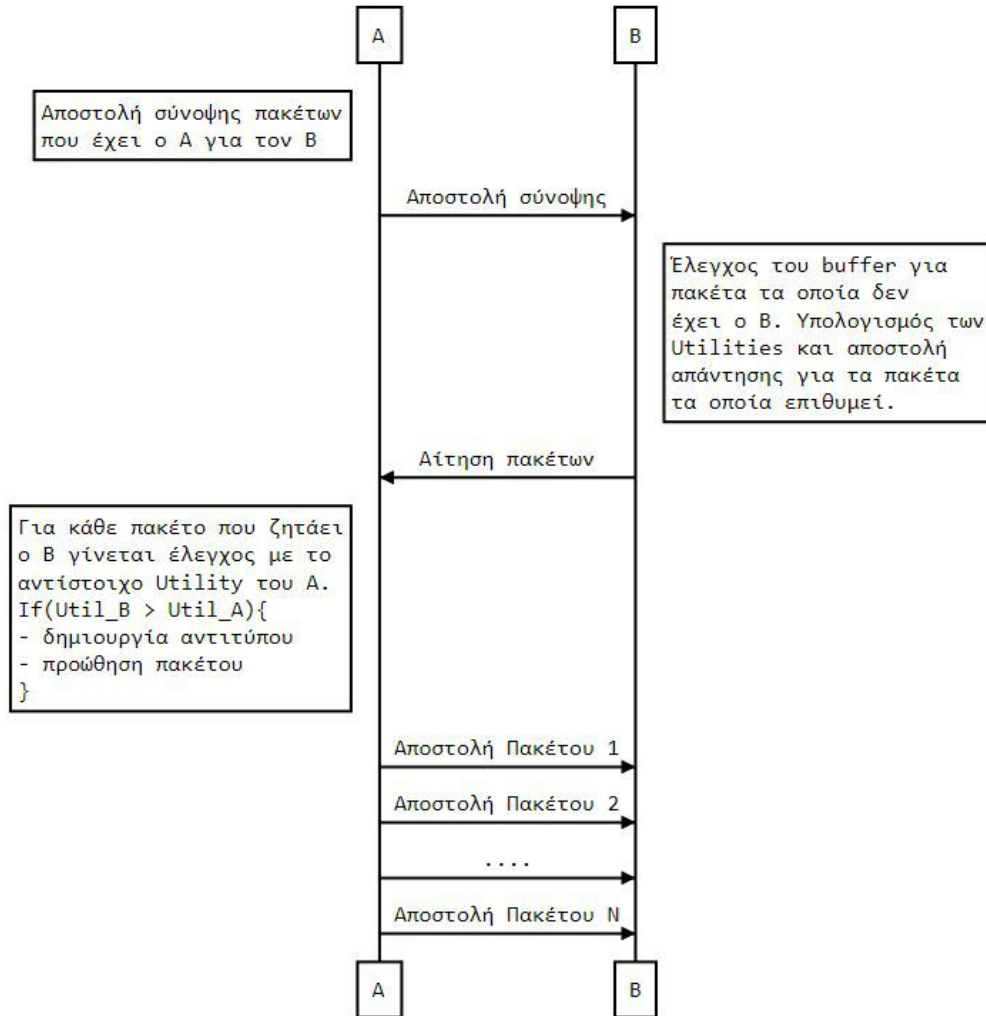 A
B
Αποστολή σύνοψης πακέτων
που έχει ο Α για τον Β
Αποστολή σύνοψης
Έλεγχος του buffer για
πακέτα τα οποία δεν
έχει ο Β. Υπολογισμός των
Utilities και αποστολή
απάντησης για τα πακέτα
τα οποία επιθυμεί.
Αίτηση πακέτων
Για κάθε πακέτο που ζητάει
ο Β γίνεται έλεγχος με το
αντίστοιχο Utility του Α.
If(Util_B > Util_A){
- δημιουργία αντιτύπου
- προώθηση πακέτου
}
Αποστολή Πακέτου 1
Αποστολή Πακέτου 2
....
Αποστολή Πακέτου Ν
A
B